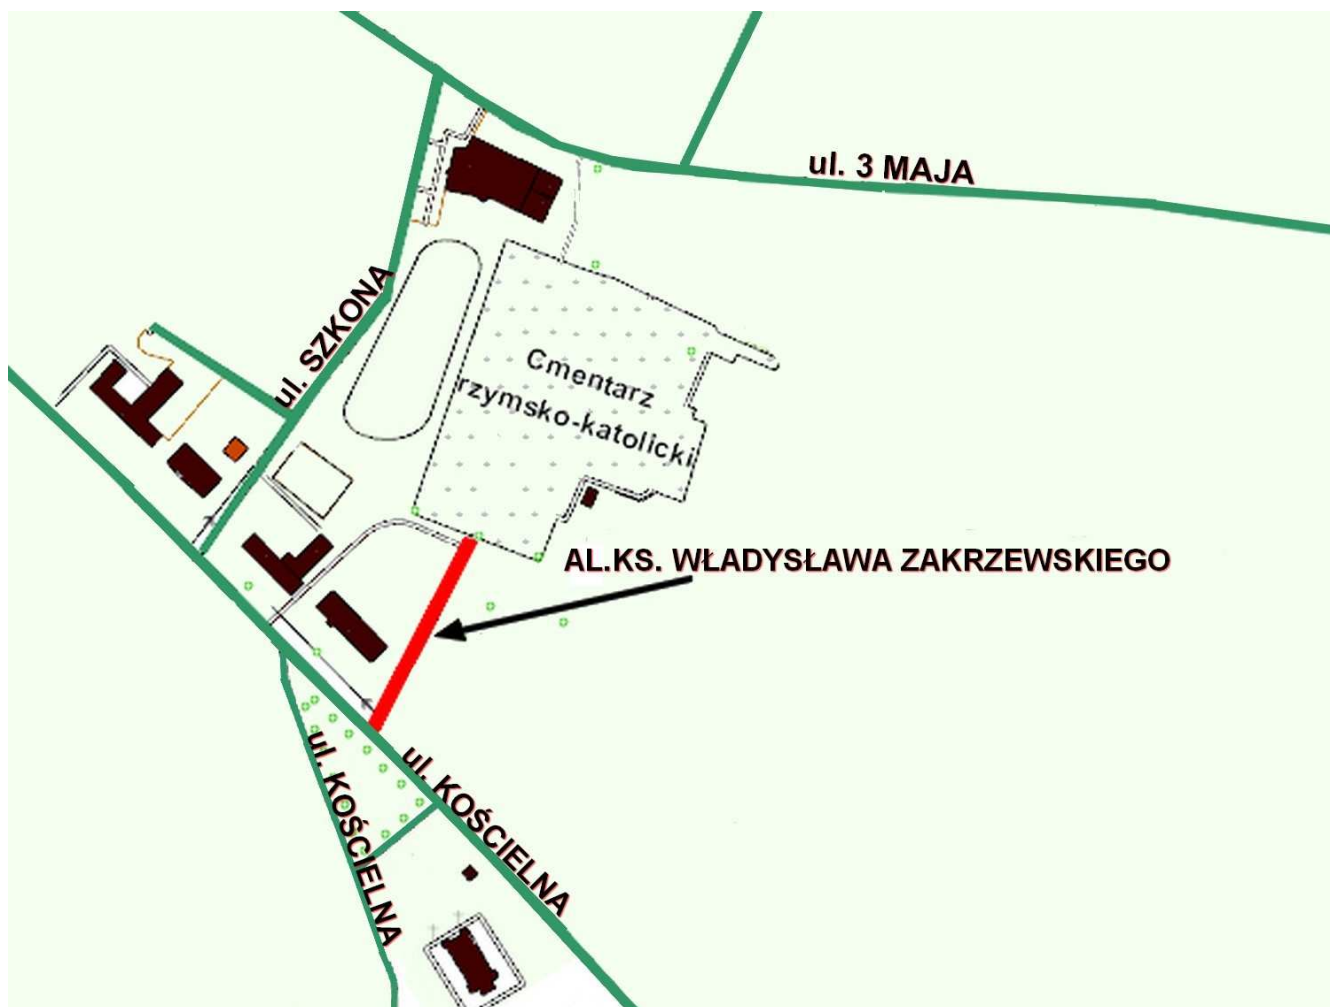 ul. 3 MAJA
ul. SZKONA
Cmentarz
rzymsko-katolicki
AL.KS. WŁADYSŁAWA ZAKRZEWSKIEGO
ul. KOŚCIELNA
ul. KOŚCIELNA